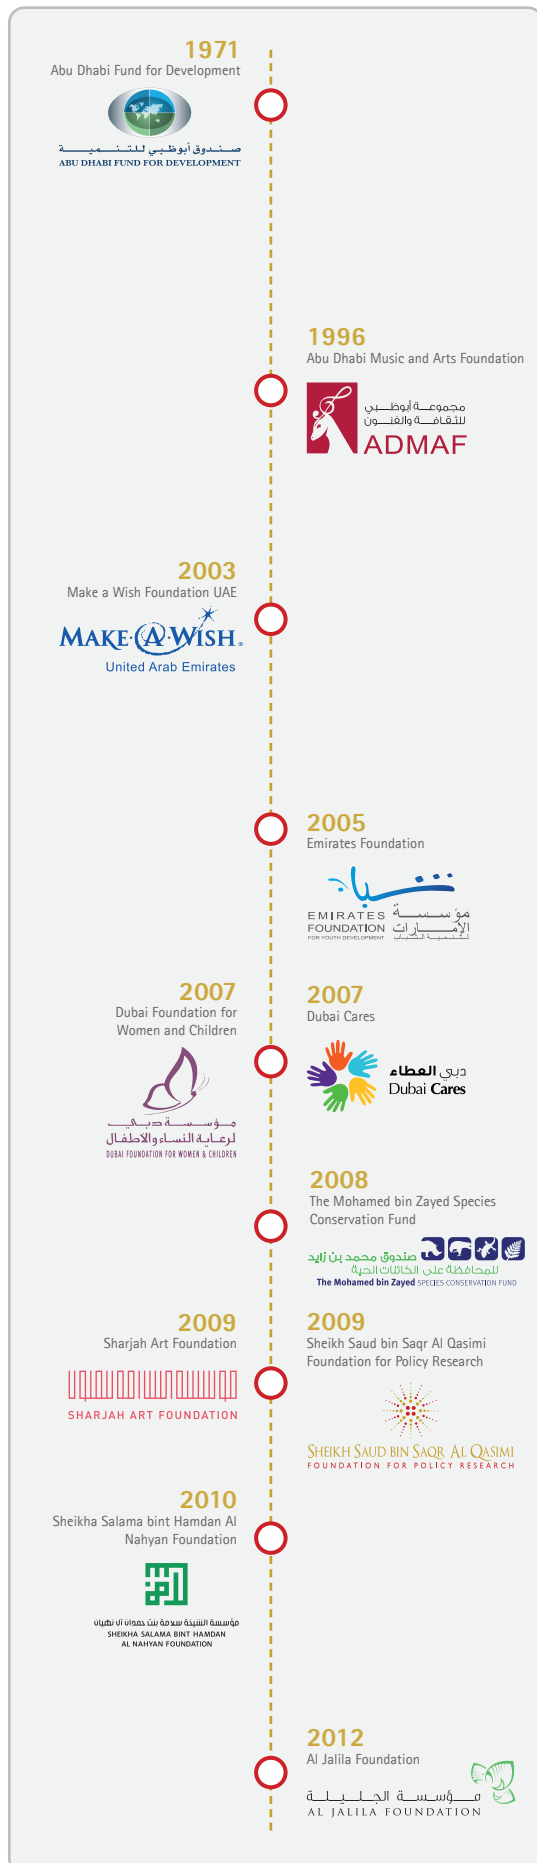 1971
Abu Dhabi Fund for Development
صندوق أبوظبي للتنمية
ABU DHABI FUND FOR DEVELOPMENT
1996
Abu Dhabi Music and Arts Foundation
مجموعة أبوظبي
للثقافة والفنون
ADMAF
2003
Make a Wish Foundation UAE
MAKE·A·WISH®
United Arab Emirates
2005
Emirates Foundation
EMIRATES
FOUNDATION
FOR YOUTH DEVELOPMENT
مؤسسة
الإمارات
لتنمية الشباب
2007
Dubai Foundation for
Women and Children
مؤسسة دبي
لرعاية النساء والاطفال
DUBAI FOUNDATION FOR WOMEN & CHILDREN
2007
Dubai Cares
دبي العطاء
Dubai Cares
2008
The Mohamed bin Zayed Species
Conservation Fund
صندوق محمد بن زايد
للمحافظة على الكائنات الحية
The Mohamed bin Zayed SPECIES CONSERVATION FUND
2009
Sharjah Art Foundation
SHARJAH ART FOUNDATION
2009
Sheikh Saud bin Saqr Al Qasimi
Foundation for Policy Research
SHEIKH SAUD BIN SAQR AL QASIMI
FOUNDATION FOR POLICY RESEARCH
2010
Sheikha Salama bint Hamdan Al
Nahyan Foundation
مؤسسة الشيخة سلامة بنت حمدان آل نهيان
SHEIKHA SALAMA BINT HAMDAN
AL NAHYAN FOUNDATION
2012
Al Jalila Foundation
مؤسسة الجليلة
AL JALILA FOUNDATION